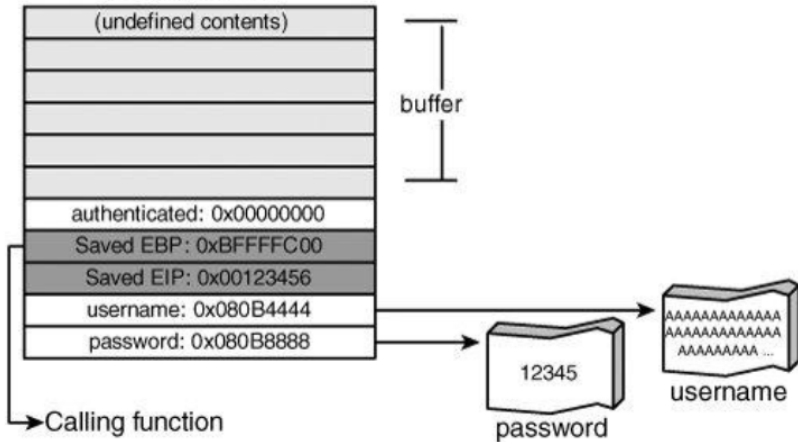 (undefined contents)
buffer
authenticated: 0x00000000
Saved EBP: 0xBFFFFC00
Saved EIP: 0x00123456
username: 0x080B4444
password: 0x080B8888
AAAAAAAAAAAAA
AAAAAAAAAAAAA
AAAAAAAAA ...
username
12345
password
Calling function